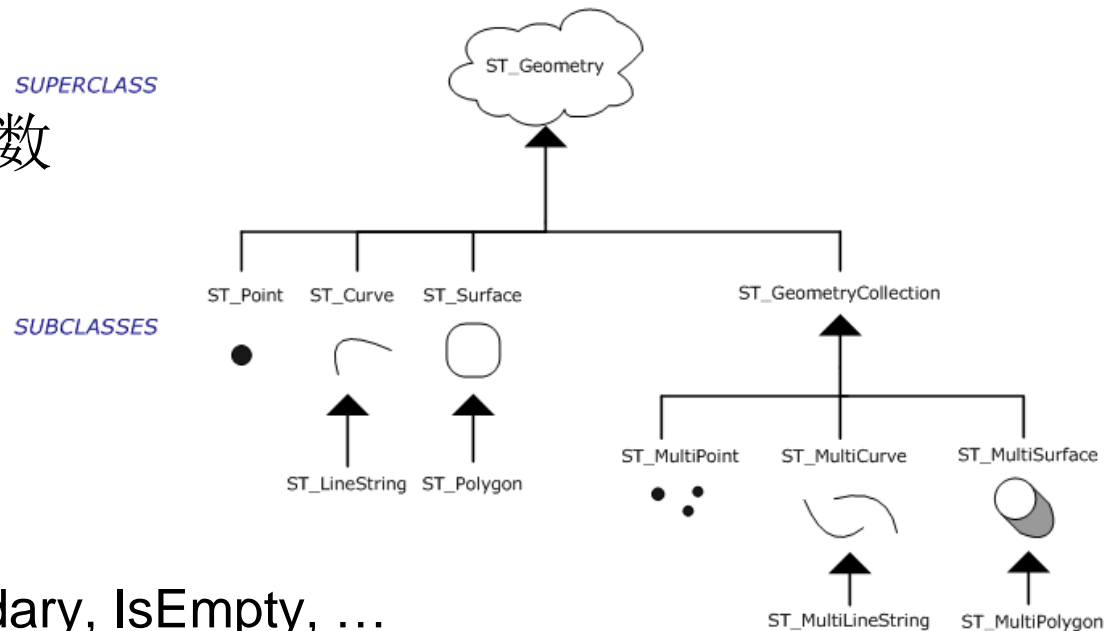 ST_Geometry
SUPERCLASS
数
ST_Point ST_Curve ST_Surface ST_GeometryCollection
SUBCLASSES
ST_MultiPoint ST_MultiCurve ST_MultiSurface
ST_LineString ST_Polygon
dary, IsEmpty, …
ST_MultiLineString ST_MultiPolygon